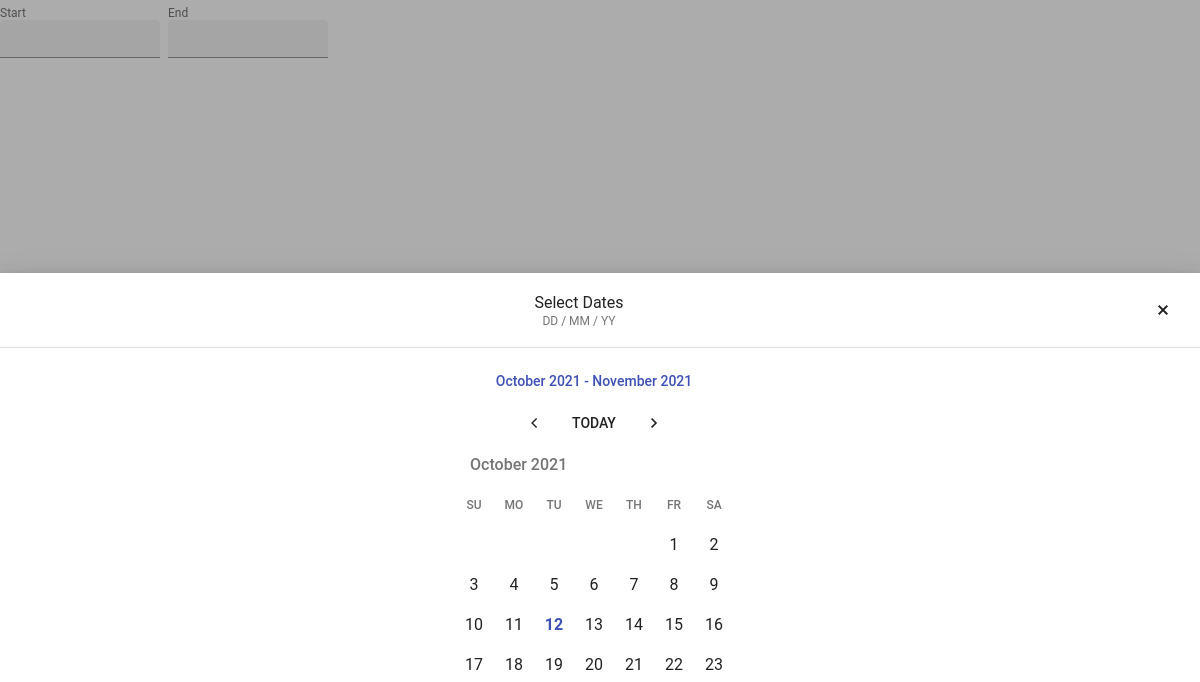 Start End
Select Dates
DD / MM / YY
×
October 2021 - November 2021
TODAY
October 2021
SU MO TU WE TH FR SA
1 2
3 4 5 6 7 8 9
10 11 12 13 14 15 16
17 18 19 20 21 22 23